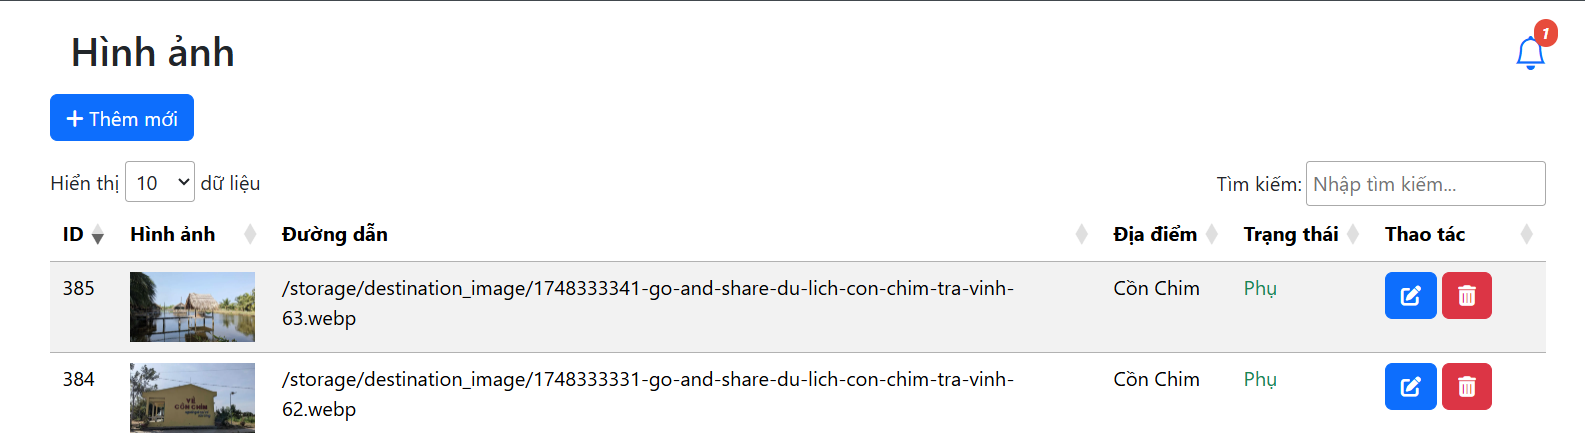 Hình ảnh
1
Thêm mới
Hiển thị 10 dữ liệu
Tìm kiếm: Nhập tìm kiếm...
ID Hình ảnh Đường dẫn Địa điểm Trạng thái Thao tác
385 /storage/destination_image/1748333341-go-and-share-du-lich-con-chim-tra-vinh- Cồn Chim Phụ
63.webp
384 /storage/destination_image/1748333331-go-and-share-du-lich-con-chim-tra-vinh- Cồn Chim Phụ
62.webp
CỒN CHIM